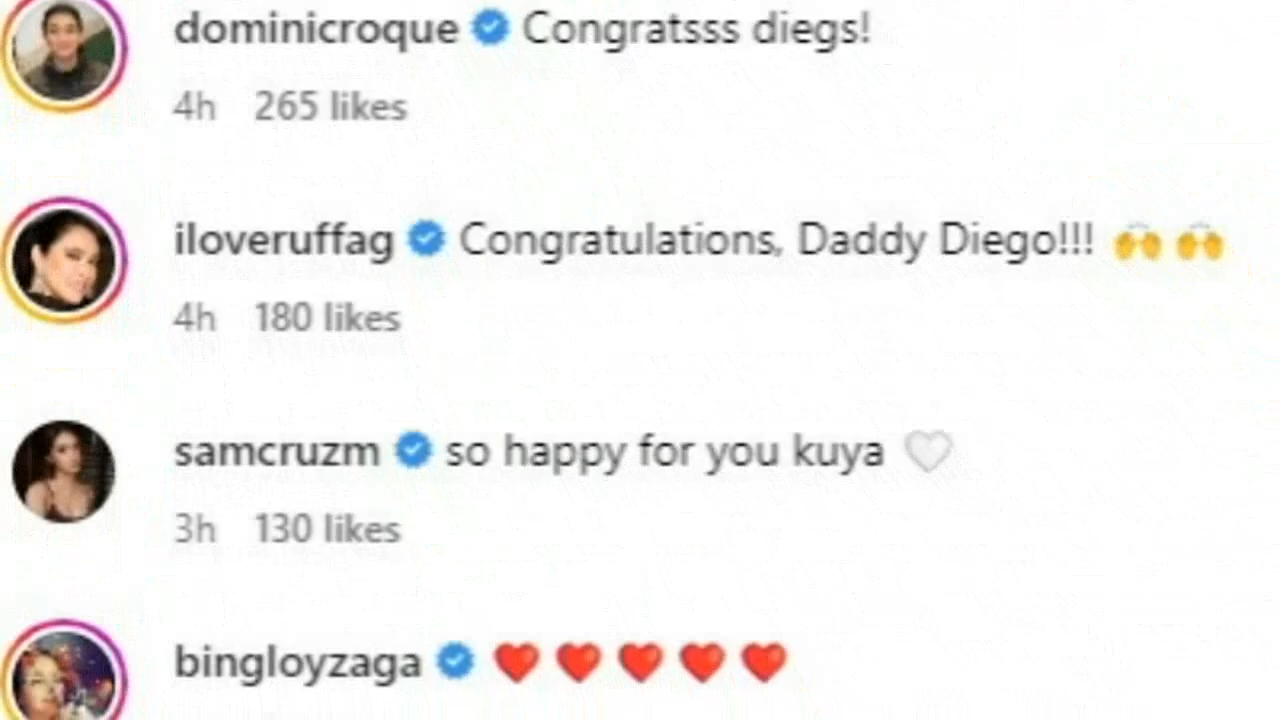 dominicroque Congratsss diegs!
4h 265 likes
iloveruffag Congratulations, Daddy Diego!!! 🙌 🙌
4h 180 likes
samcruzm so happy for you kuya 🤍
3h 130 likes
bingloyzaga ❤️ ❤️ ❤️ ❤️ ❤️